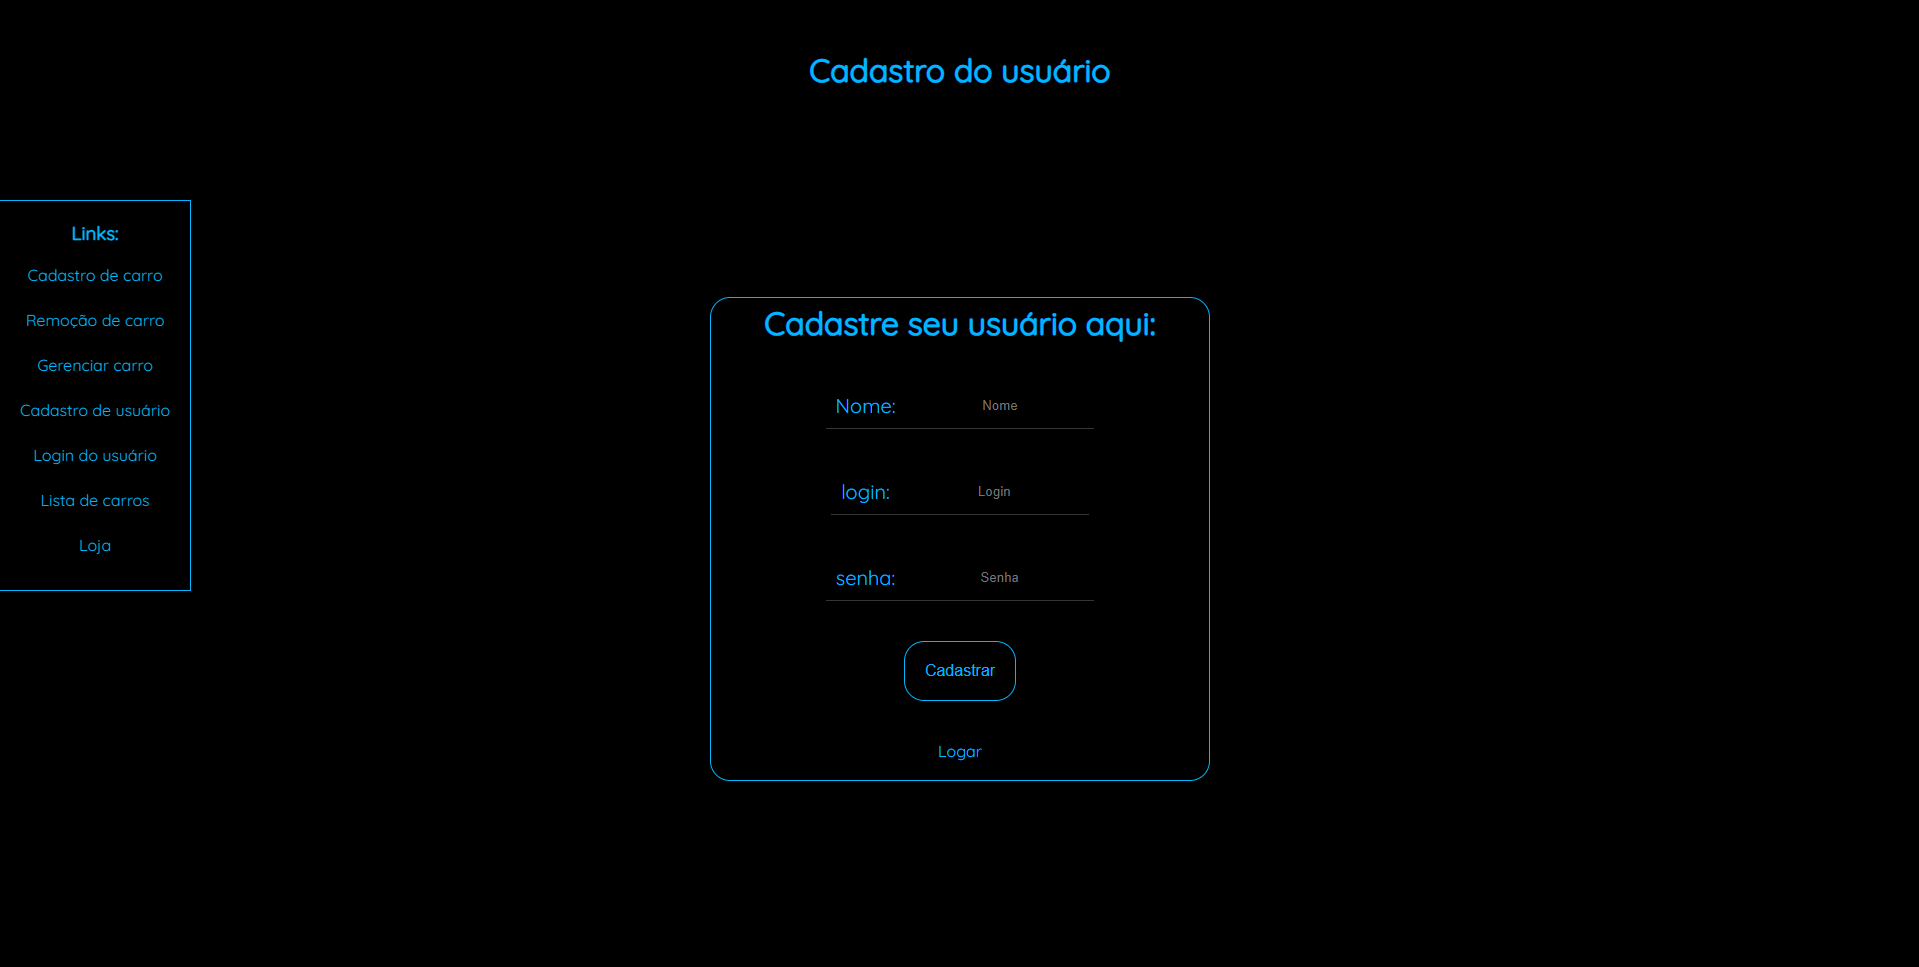 Cadastro do usuário
Links:
Cadastro de carro
Remoção de carro
Gerenciar carro
Cadastro de usuário
Login do usuário
Lista de carros
Loja
Cadastre seu usuário aqui:
Nome: Nome
login: Login
senha: Senha
Cadastrar
Logar